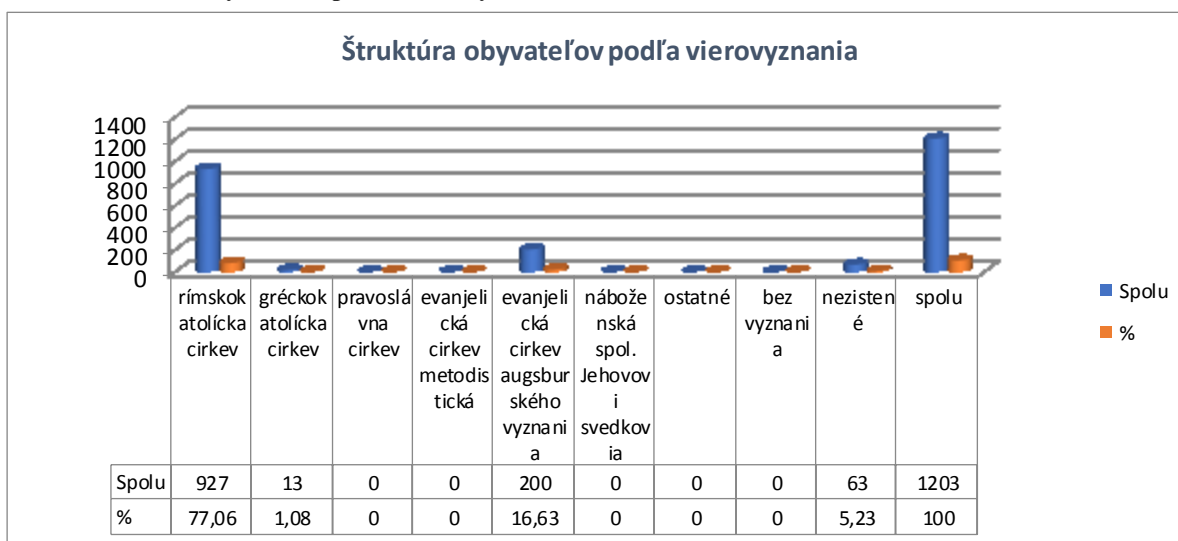 Štruktúra obyvateľov podľa vierovyznania
1400
1200
1000
800
600
400
200
0
rímskok
atolícka
cirkev
gréckok
atolícka
cirkev
pravoslá
vna
cirkev
evanjeli
cká
cirkev
metodis
tická
evanjeli
cká
cirkev
augsbur
ského
vyznani
a
nábože
nská
spol.
Jehovov
i
svedkov
ia
ostatné
bez
vyznani
a
nezisten
é
spolu
Spolu 927 13 0 0 200 0 0 0 63 1203
% 77,06 1,08 0 0 16,63 0 0 0 5,23 100
Spolu
%